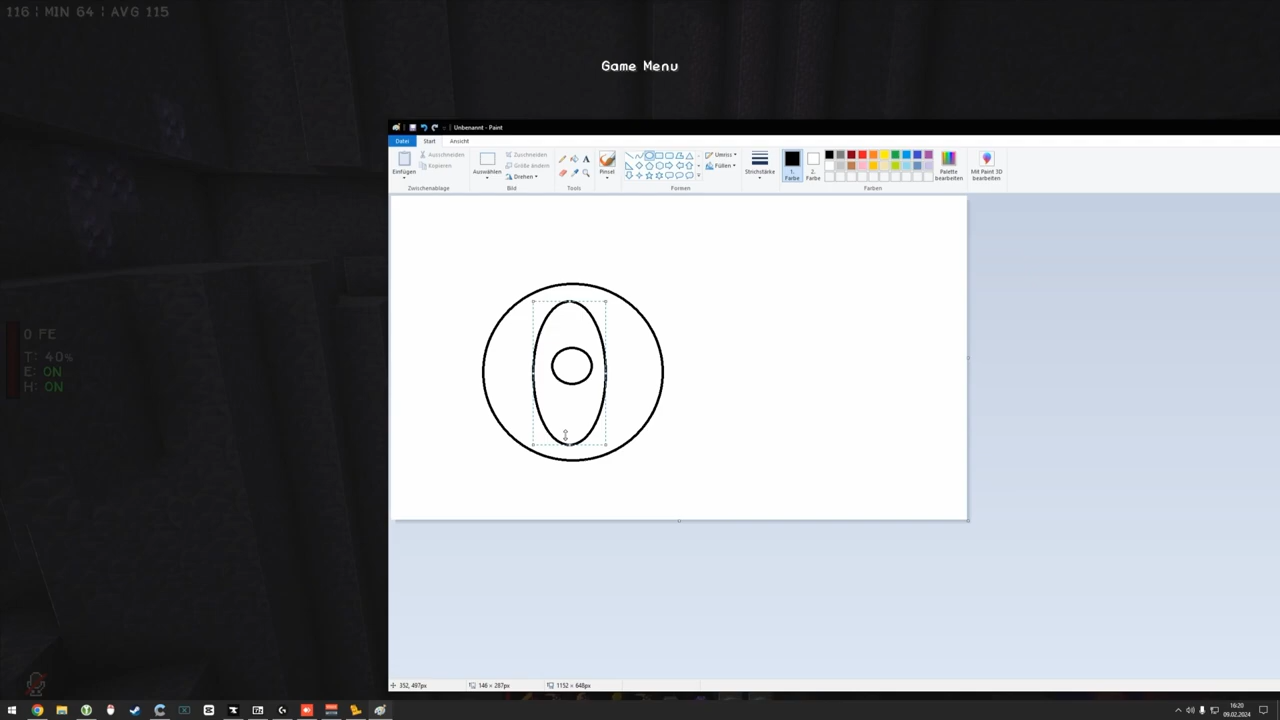 116 | MIN 64 | AVG 115
Game Menu
Unbenannt - Paint
Datei Start Ansicht
Einfügen
Ausschneiden
Kopieren
Zwischenablage
Auswählen
Zuschneiden
Größe ändern
Drehen
Bild
Tools
Pinsel
Umriss
Füllen
Formen
Strichstärke
1. Farbe
2. Farbe
Palette bearbeiten
Farben
Mit Paint 3D bearbeiten
0 FE
T: 40%
E: ON
H: ON
352, 497px 146 × 287px 1152 × 648px
16:20
09.02.2024